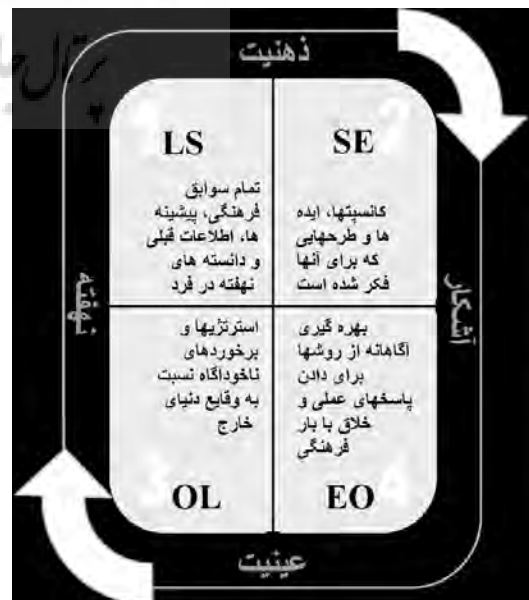 ذهنیت
LS
تمام سوابق
فرهنگی، پیشینه
ها، اطلاعات قبلی
و دانسته های
نهفته در فرد
SE
کانسپتها، ایده
ها و طرحهایی
که برای آنها
فکر شده است
آشکار
نهفته
استرتژیها و
برخوردهای
ناخودآگاه نسبت
به وقایع دنیای
خارج
OL
بهره گیری
آگاهانه از روشها
برای دادن
پاسخهای عملی و
خلاق با بار
فرهنگی
EO
عینیت